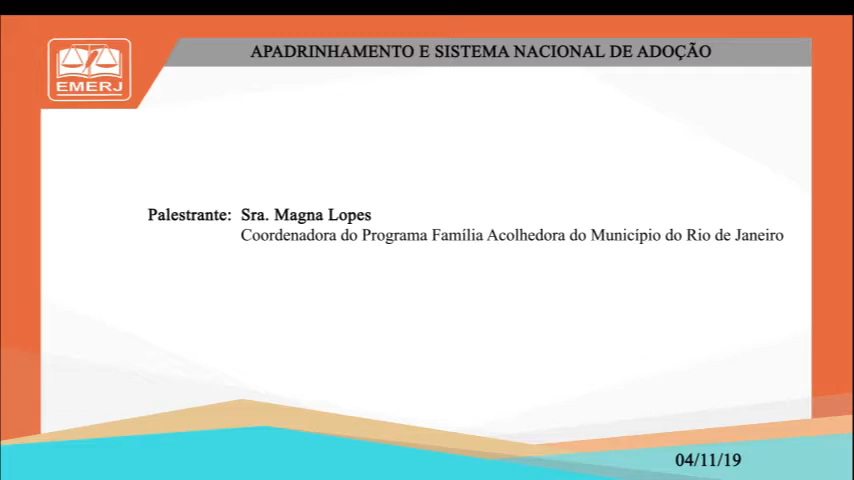 APADRINHAMENTO E SISTEMA NACIONAL DE ADOÇÃO
EMERJ
Palestrante: Sra. Magna Lopes
Coordenadora do Programa Família Acolhedora do Município do Rio de Janeiro
04/11/19